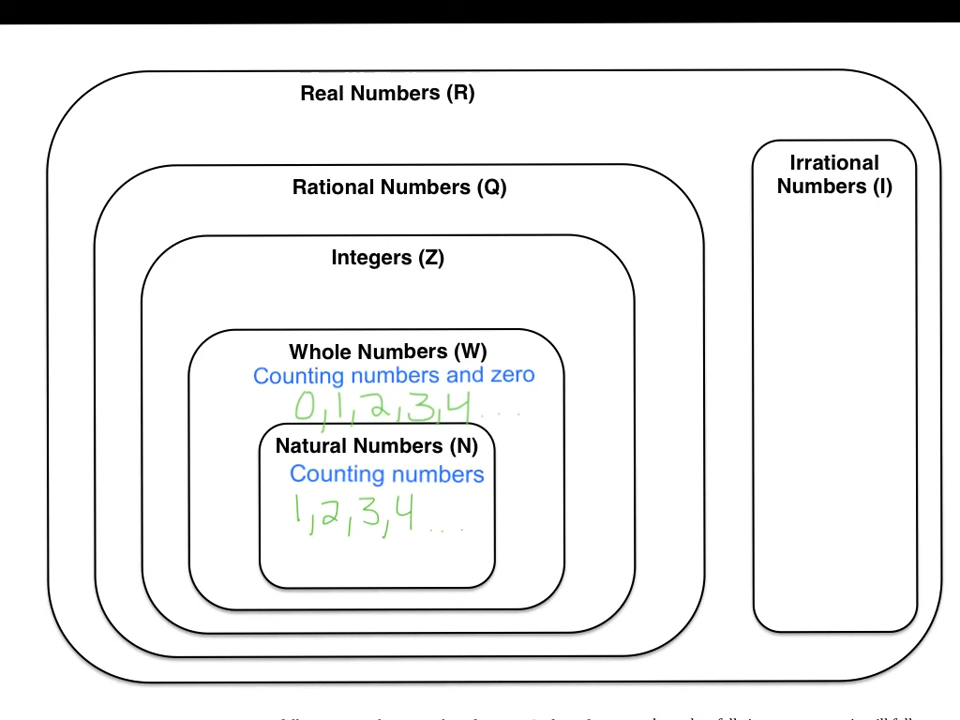 Real Numbers (R)
Irrational
Numbers (I)
Rational Numbers (Q)
Integers (Z)
Whole Numbers (W)
Counting numbers and zero
0,1,2,3,4...
Natural Numbers (N)
Counting numbers
1,2,3,4...